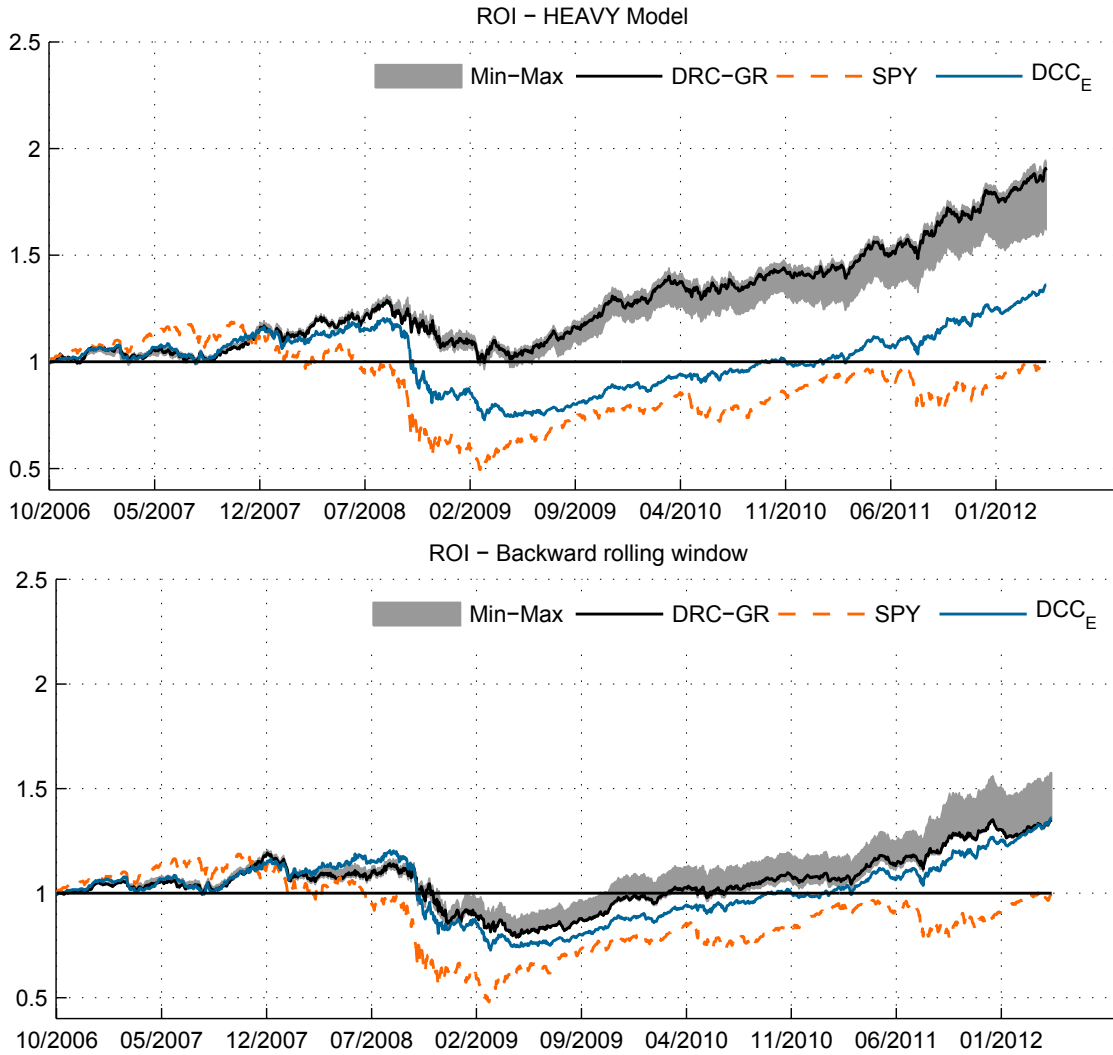 ROI − HEAVY Model
2.5
Min−Max DRC−GR SPY DCC_E
2
1.5
1
0.5
10/2006 05/2007 12/2007 07/2008 02/2009 09/2009 04/2010 11/2010 06/2011 01/2012
ROI − Backward rolling window
2.5
Min−Max DRC−GR SPY DCC_E
2
1.5
1
0.5
10/2006 05/2007 12/2007 07/2008 02/2009 09/2009 04/2010 11/2010 06/2011 01/2012